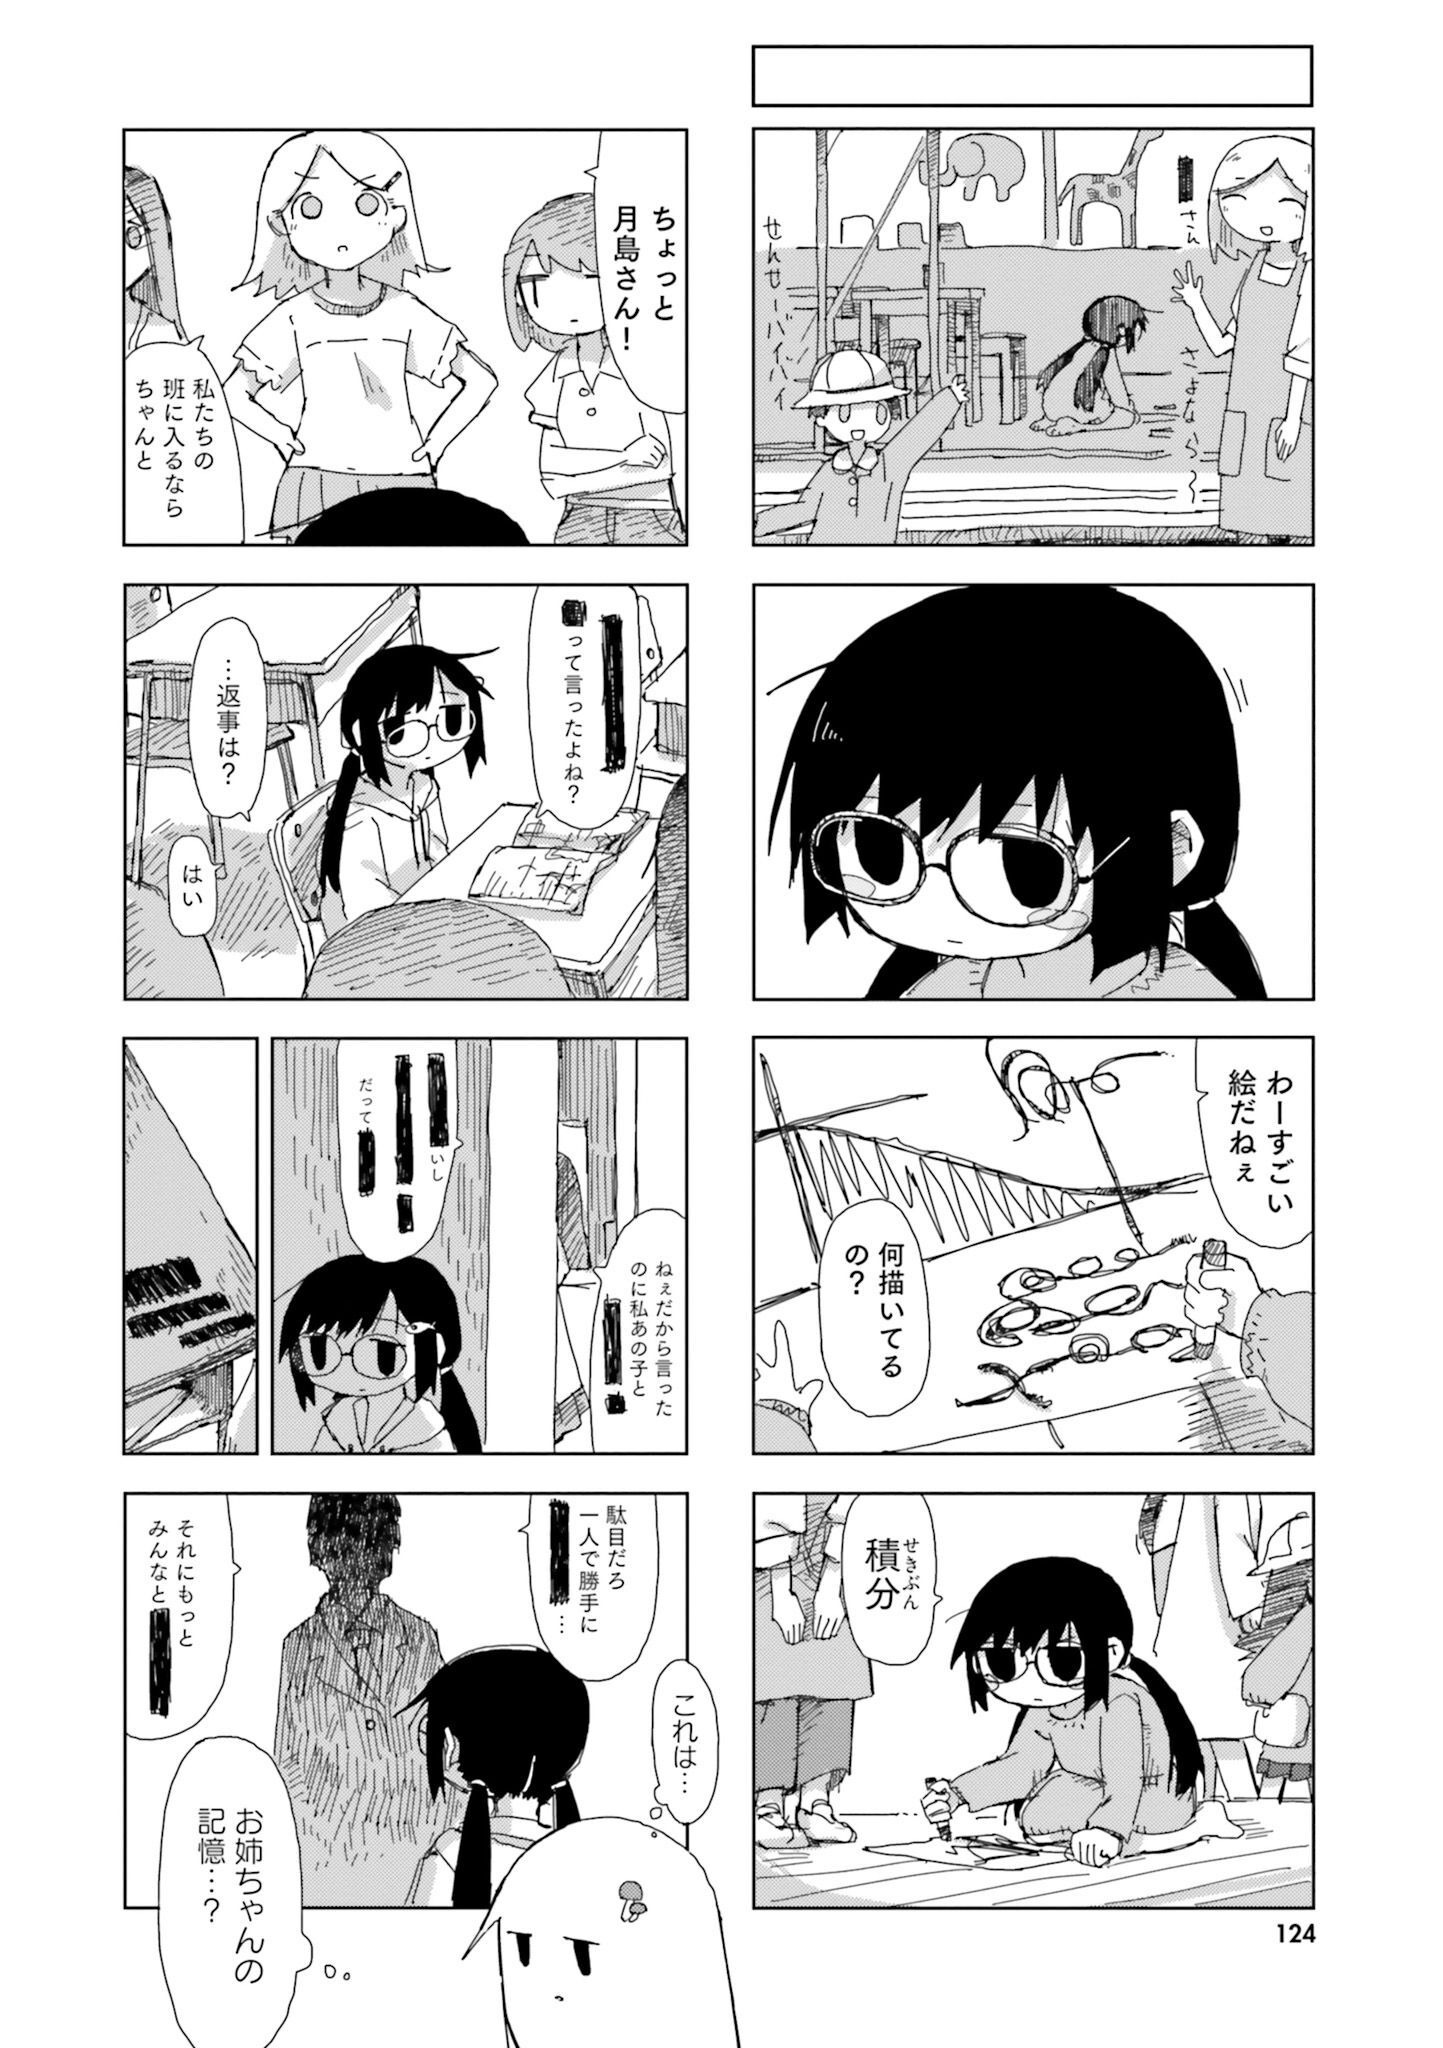 さん
さよなら~
せんせーバイバイ
わーすごい
絵だねぇ
何描いてる
の?
せきぶん
積分
ちょっと
月島さん!
私たちの
班に入るなら
ちゃんと
って言ったよね?
…返事は?
はい
ねぇだから言った
のに私あの子と
いし
だって
駄目だろ
一人で勝手に
…
それにもっと
みんなと
これは…
お姉ちゃんの
記憶…?
124